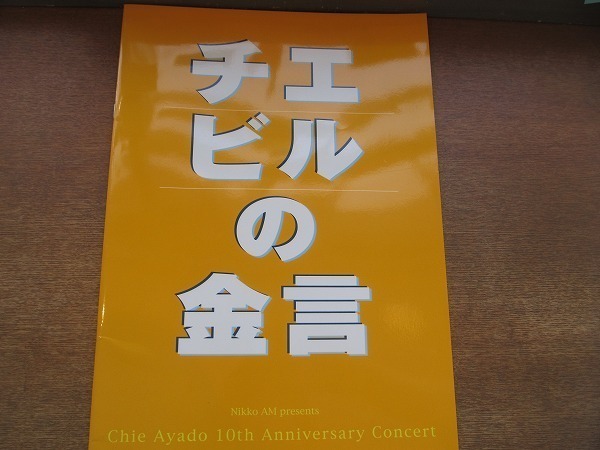 チエ
ビル
の
金言
Nikko AM presents
Chie Ayado 10th Anniversary Concert